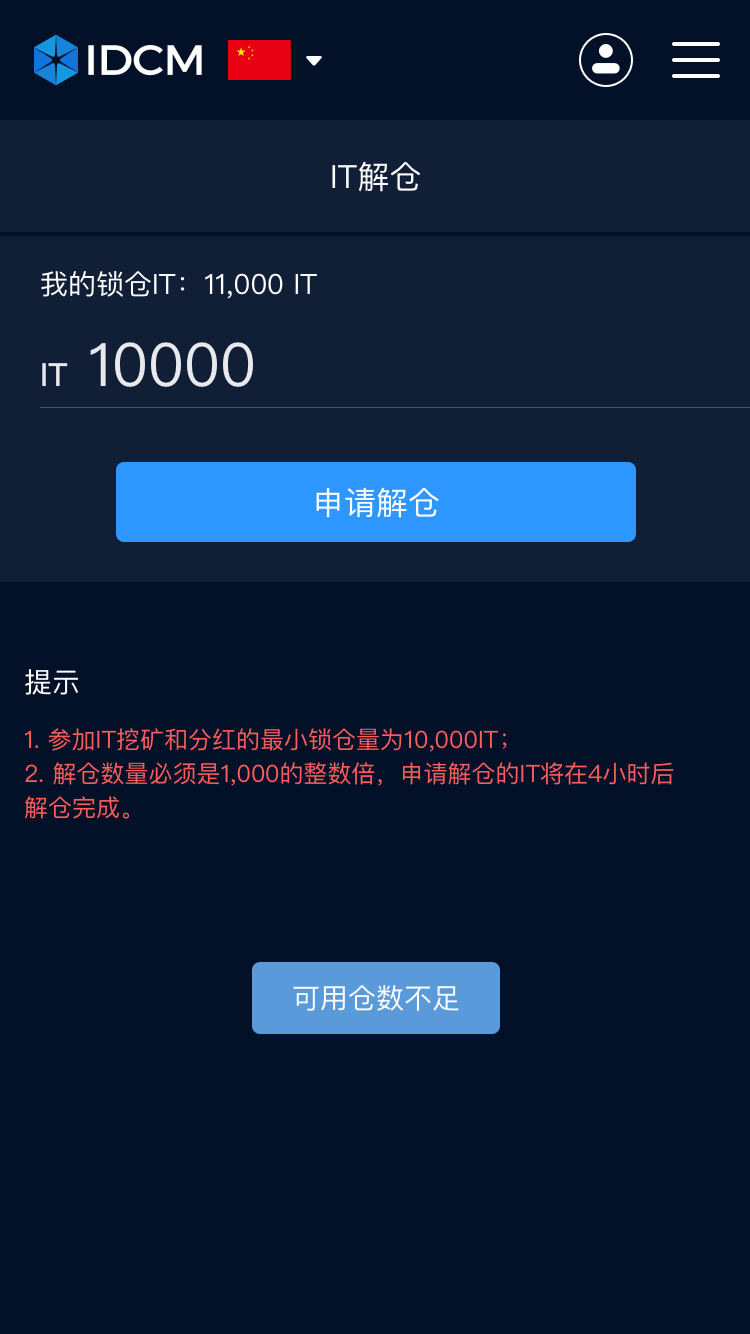 IDCM
IT解仓
我的锁仓IT：11,000 IT
IT 10000
申请解仓
提示
1. 参加IT挖矿和分红的最小锁仓量为10,000IT；
2. 解仓数量必须是1,000的整数倍，申请解仓的IT将在4小时后
解仓完成。
可用仓数不足